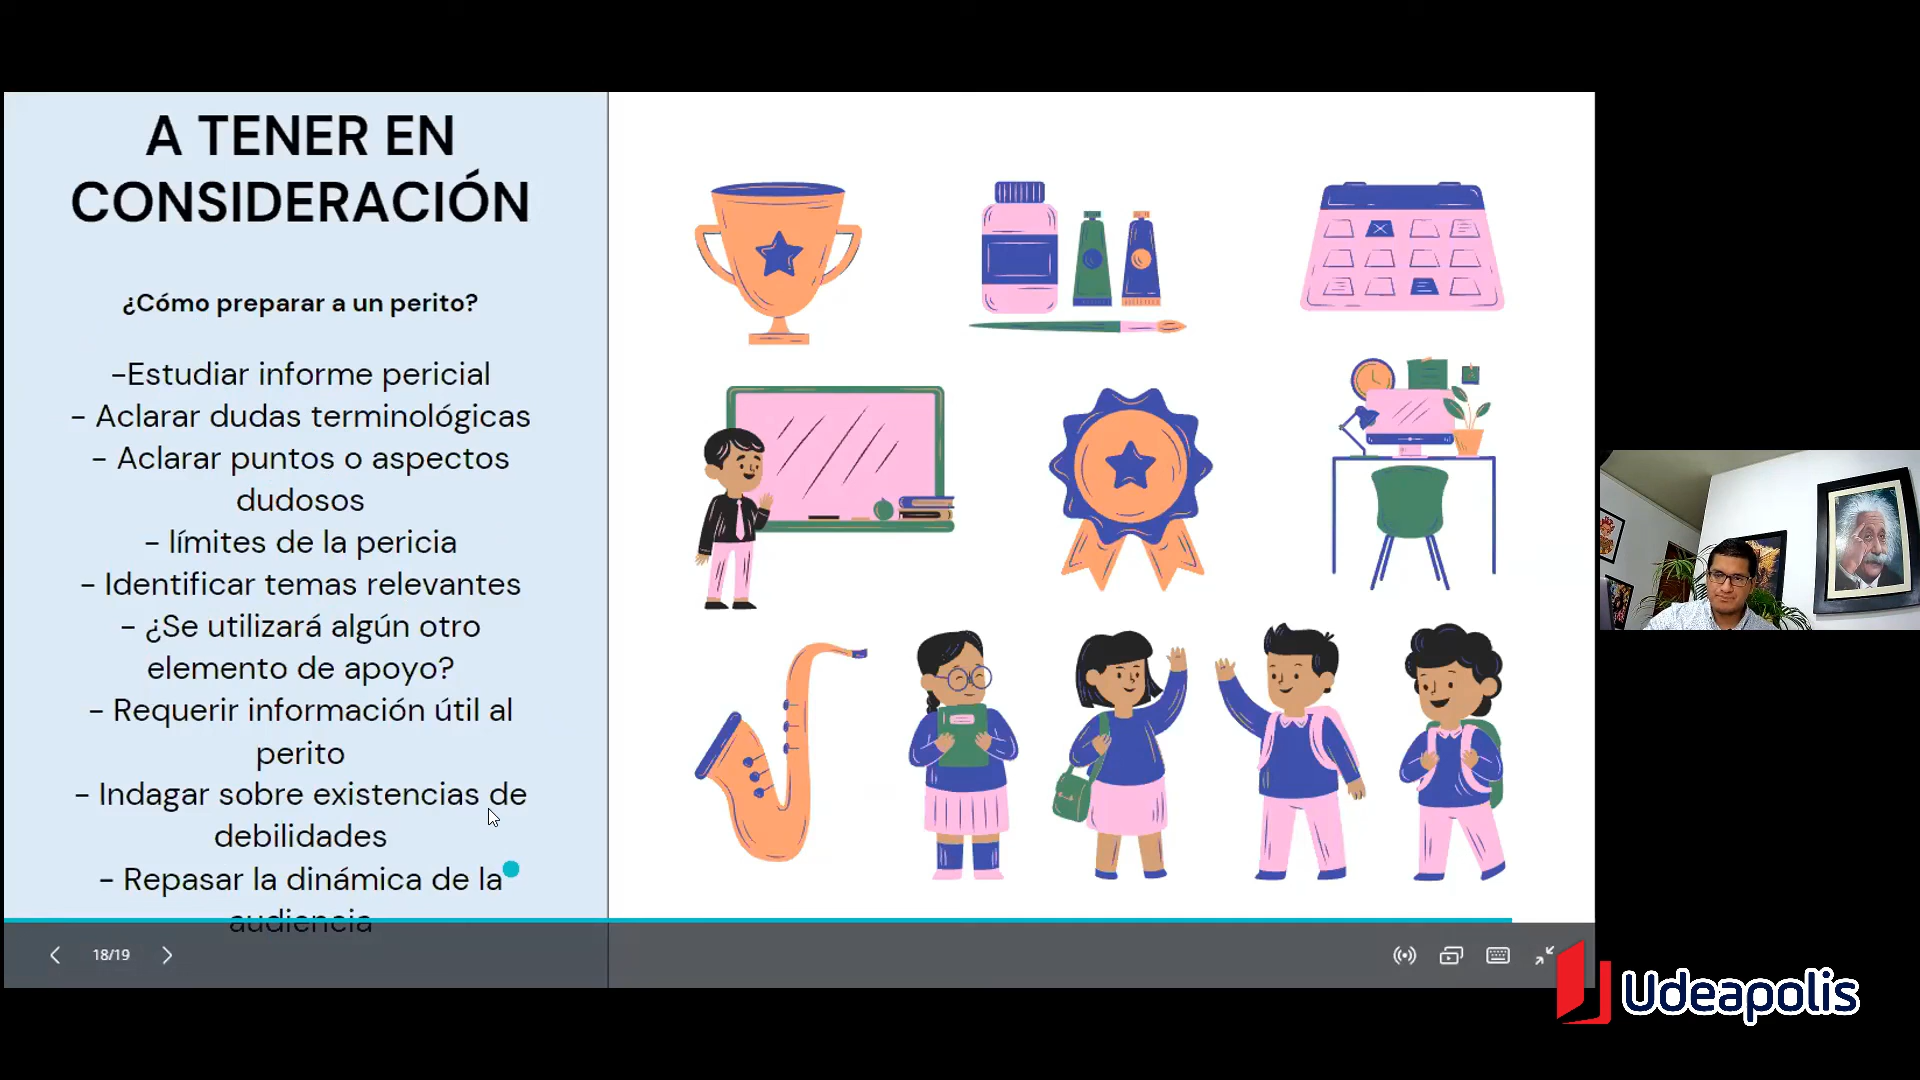 A TENER EN
CONSIDERACIÓN
¿Cómo preparar a un perito?
-Estudiar informe pericial
- Aclarar dudas terminológicas
- Aclarar puntos o aspectos
dudosos
- límites de la pericia
- Identificar temas relevantes
- ¿Se utilizará algún otro
elemento de apoyo?
- Requerir información útil al
perito
- Indagar sobre existencias de
debilidades
- Repasar la dinámica de la
audiencia
18/19
Udeapolis